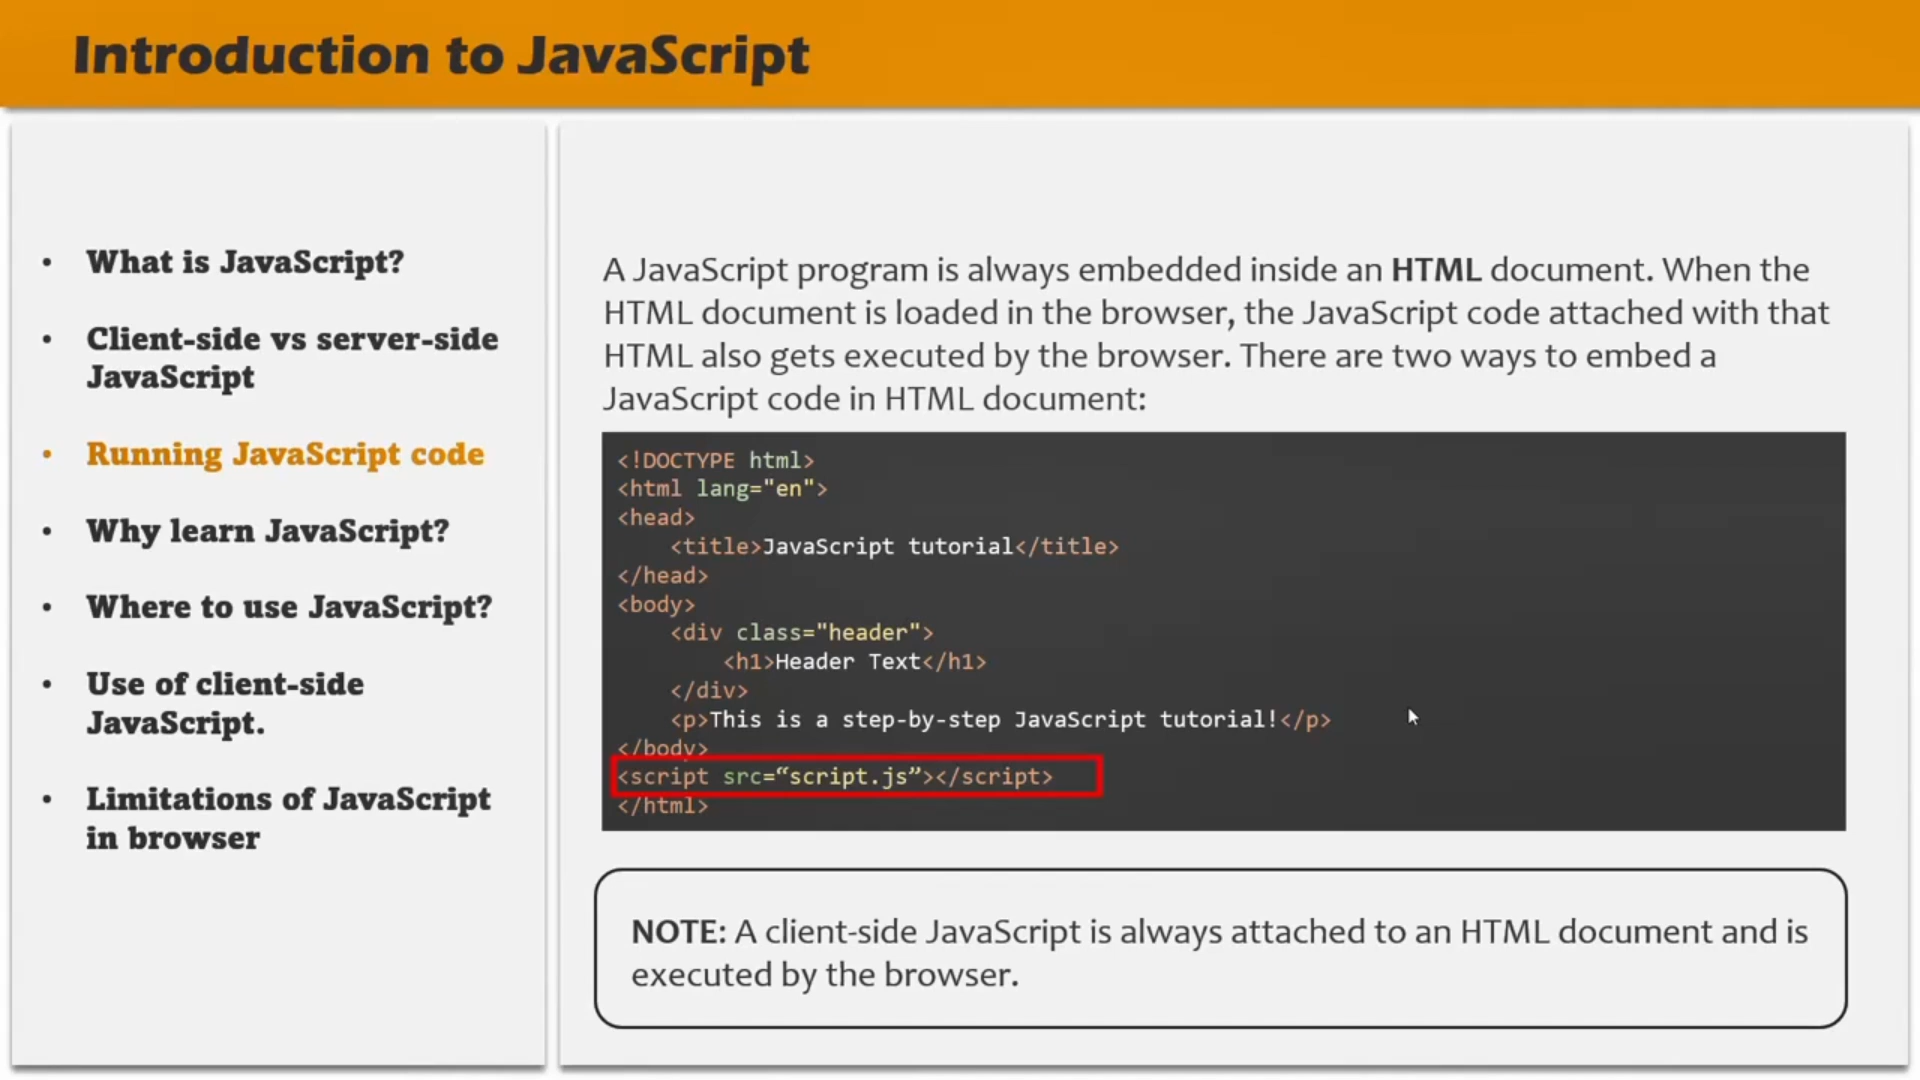 Introduction to JavaScript
• What is JavaScript?
• Client-side vs server-side
JavaScript
• Running JavaScript code
• Why learn JavaScript?
• Where to use JavaScript?
• Use of client-side
JavaScript.
• Limitations of JavaScript
in browser
A JavaScript program is always embedded inside an HTML document. When the
HTML document is loaded in the browser, the JavaScript code attached with that
HTML also gets executed by the browser. There are two ways to embed a
JavaScript code in HTML document:
<!DOCTYPE html>
<html lang="en">
<head>
    <title>JavaScript tutorial</title>
</head>
<body>
    <div class="header">
        <h1>Header Text</h1>
    </div>
    <p>This is a step-by-step JavaScript tutorial!</p>
</body>
<script src=“script.js”></script>
</html>
NOTE: A client-side JavaScript is always attached to an HTML document and is
executed by the browser.